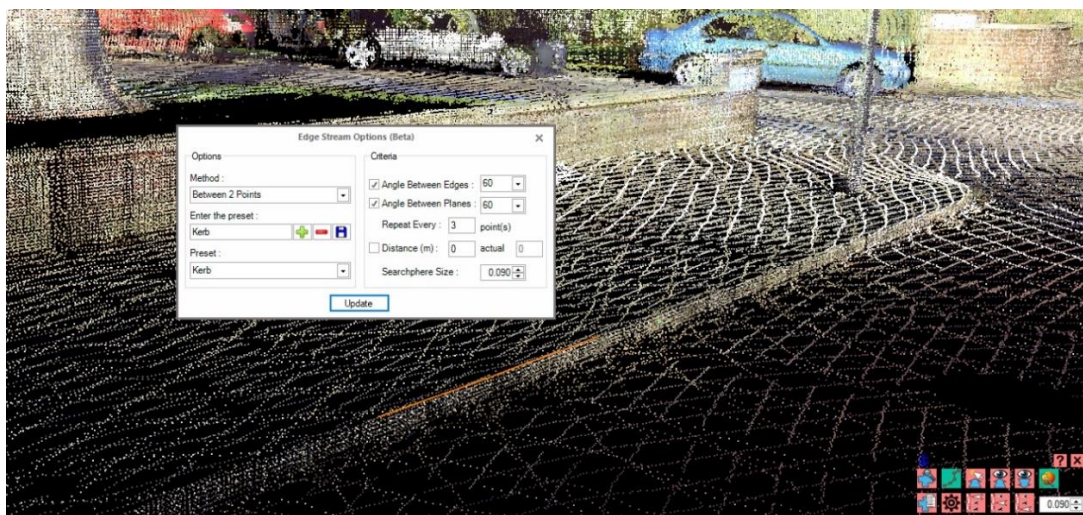 Edge Stream Options (Beta)
Options
Method :
Between 2 Points
Enter the preset :
Kerb
Preset :
Kerb
Criteria
Angle Between Edges : 60
Angle Between Planes : 60
Repeat Every : 3 point(s)
Distance (m) : 0 actual 0
Searchphere Size : 0.090
Update
?
0.090